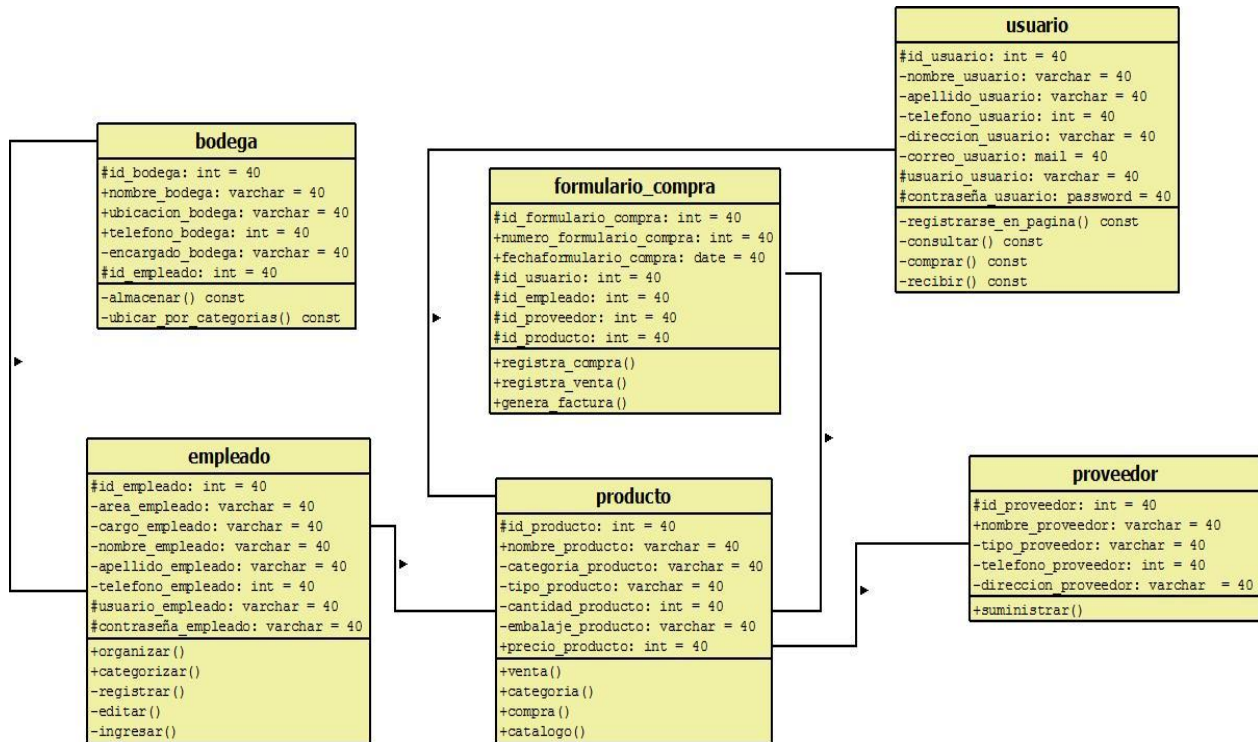 usuario
#id_usuario: int = 40
-nombre_usuario: varchar = 40
-apellido_usuario: varchar = 40
-telefono_usuario: int = 40
-direccion_usuario: varchar = 40
-correo_usuario: mail = 40
#usuario_usuario: varchar = 40
#contraseña_usuario: password = 40
-registrarse_en_pagina() const
-consultar() const
-comprar() const
-recibir() const
bodega
#id_bodega: int = 40
+nombre_bodega: varchar = 40
+ubicacion_bodega: varchar = 40
+telefono_bodega: int = 40
-encargado_bodega: varchar = 40
#id_empleado: int = 40
-almacenar() const
-ubicar_por_categorias() const
formulario_compra
#id_formulario_compra: int = 40
+numero_formulario_compra: int = 40
+fechaformulario_compra: date = 40
#id_usuario: int = 40
#id_empleado: int = 40
#id_proveedor: int = 40
#id_producto: int = 40
+registra_compra()
+registra_venta()
+genera_factura()
empleado
#id_empleado: int = 40
-area_empleado: varchar = 40
-cargo_empleado: varchar = 40
-nombre_empleado: varchar = 40
-apellido_empleado: varchar = 40
-telefono_empleado: int = 40
#usuario_empleado: varchar = 40
#contraseña_empleado: varchar = 40
+organizar()
+categorizar()
-registrar()
-editar()
-ingresar()
producto
#id_producto: int = 40
+nombre_producto: varchar = 40
-categoria_producto: varchar = 40
-tipo_producto: varchar = 40
-cantidad_producto: int = 40
-embalaje_producto: varchar = 40
+precio_producto: int = 40
+venta()
+categoria()
+compra()
+catalogo()
proveedor
#id_proveedor: int = 40
+nombre_proveedor: varchar = 40
-tipo_proveedor: varchar = 40
-telefono_proveedor: int = 40
-direccion_proveedor: varchar = 40
+suministrar()